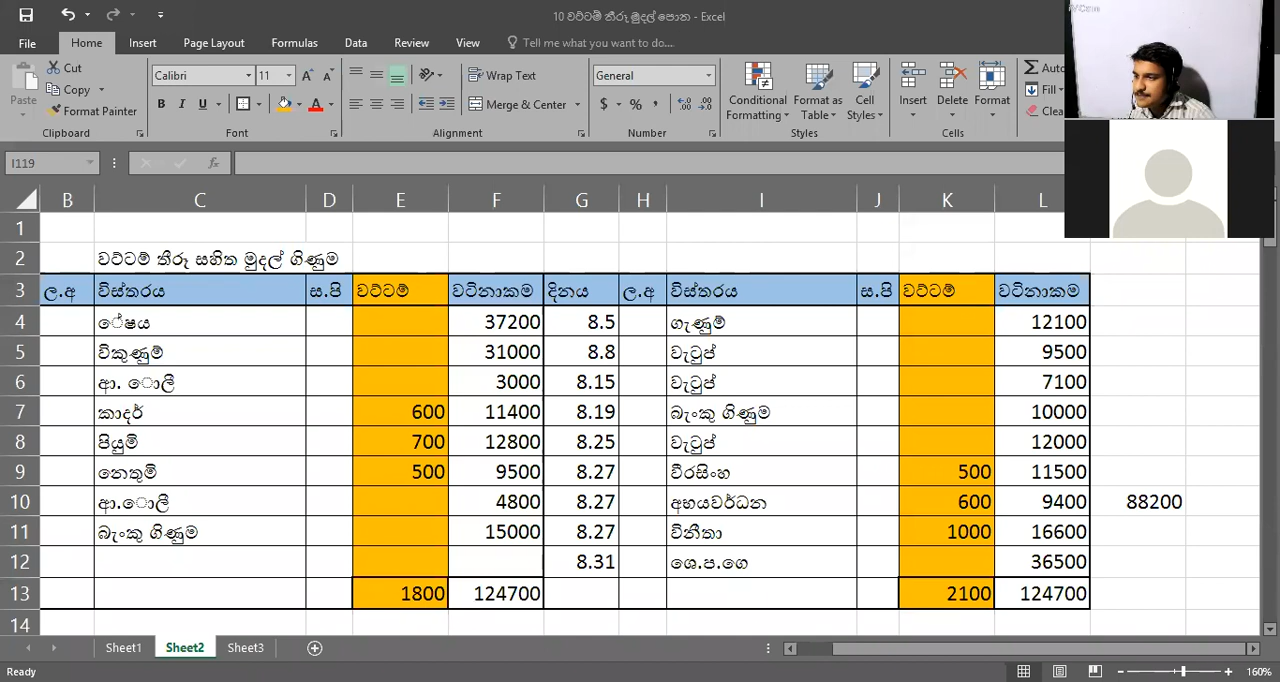 10 වට්ටම් තීරූ මුදල් පොත - Excel
File Home Insert Page Layout Formulas Data Review View Tell me what you want to do...
Paste Cut Calibri 11 Wrap Text General Conditional Formatting Format as Table Cell Styles Insert Delete Format
Copy Merge & Center Fill
Format Painter
Clipboard Font Alignment Number Styles Cells
I119 fx
B C D E F G H I J K L
1
2 වට්ටම් තීරූ සහිත මුදල් ගිණුම
3 ල.අ විස්තරය ස.පි වට්ටම් වටිනාකම දිනය ල.අ විස්තරය ස.පි වට්ටම් වටිනාකම
4 ේෂය 37200 8.5 ගැණුම් 12100
5 විකුණුම් 31000 8.8 වැටුප් 9500
6 ආ. ොලී 3000 8.15 වැටුප් 7100
7 කාදර් 600 11400 8.19 බැංකු ගිණුම 10000
8 පියුමි 700 12800 8.25 වැටුප් 12000
9 නෙතුමි 500 9500 8.27 වීරසිංහ 500 11500
10 ආ.ොලී 4800 8.27 අභයවර්ධන 600 9400 88200
11 බැංකු ගිණුම 15000 8.27 විනීතා 1000 16600
12 8.31 ශෙ.ප.ගෙ 36500
13 1800 124700 2100 124700
14
Sheet1 Sheet2 Sheet3
Ready 160%